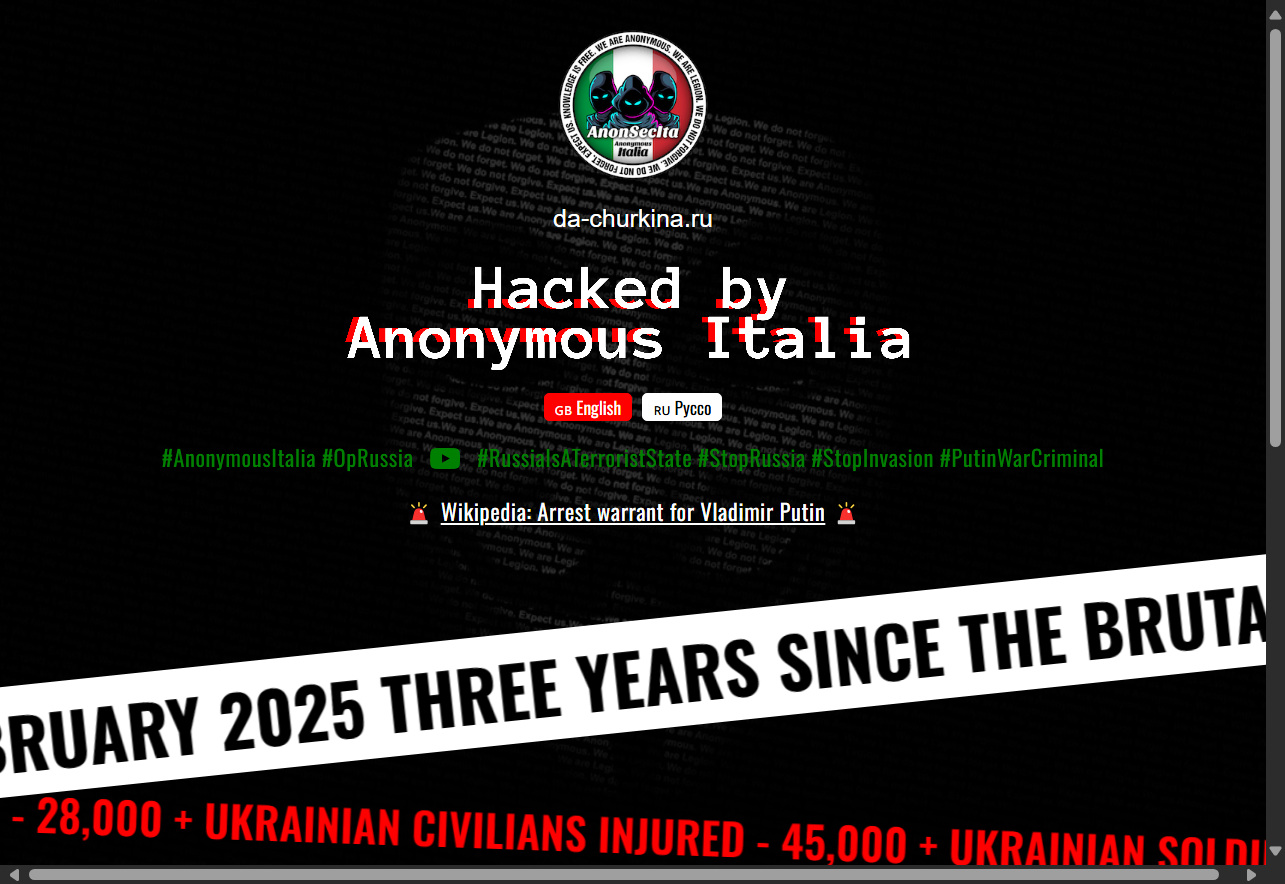 WE ARE ANONYMOUS. WE ARE LEGION. WE DO NOT FORGIVE. WE DO NOT FORGET. EXPECT US. KNOWLEDGE IS FREE.
AnonSecIta
Anonymous
Italia
da-churkina.ru
Hacked by
Anonymous Italia
GB English RU Русcо
#AnonymousItalia #OpRussia #RussiaIsATerroristState #StopRussia #StopInvasion #PutinWarCriminal
Wikipedia: Arrest warrant for Vladimir Putin
BRUARY 2025 THREE YEARS SINCE THE BRUTA
- 28,000 + UKRAINIAN CIVILIANS INJURED - 45,000 + UKRAINIAN SOLDI